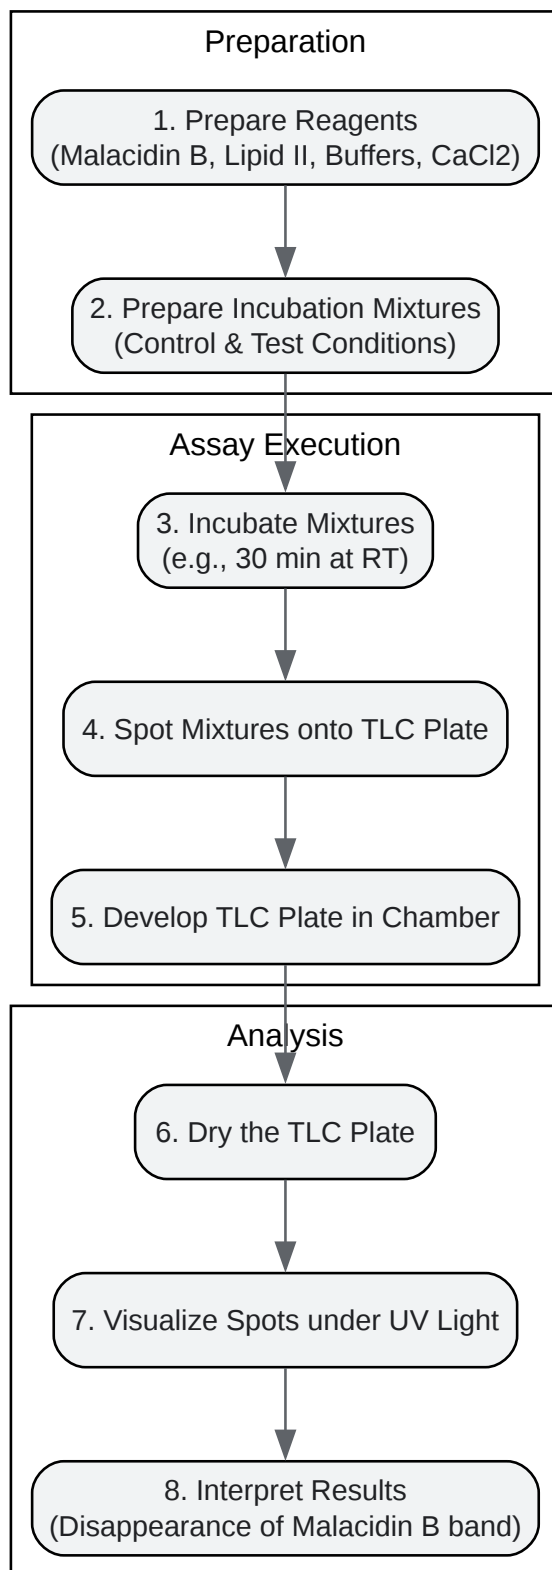 Preparation
1. Prepare Reagents
(Malacidin B, Lipid II, Buffers, CaCl2)
2. Prepare Incubation Mixtures
(Control & Test Conditions)
Assay Execution
3. Incubate Mixtures
(e.g., 30 min at RT)
4. Spot Mixtures onto TLC Plate
5. Develop TLC Plate in Chamber
Analysis
6. Dry the TLC Plate
7. Visualize Spots under UV Light
8. Interpret Results
(Disappearance of Malacidin B band)